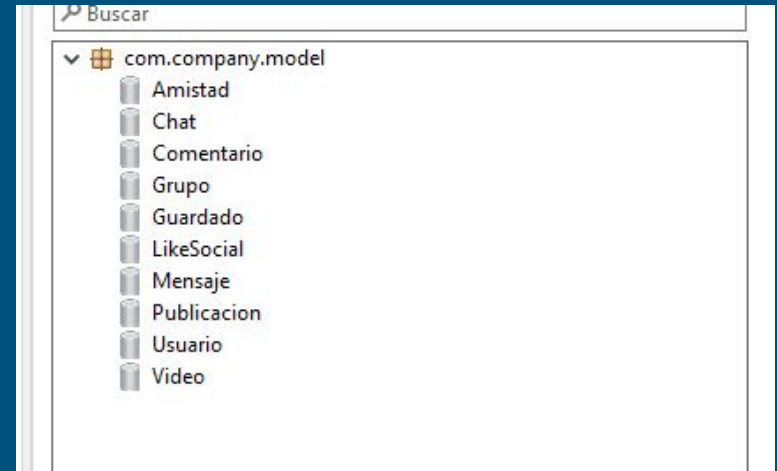 Buscar
com.company.model
Amistad
Chat
Comentario
Grupo
Guardado
LikeSocial
Mensaje
Publicacion
Usuario
Video